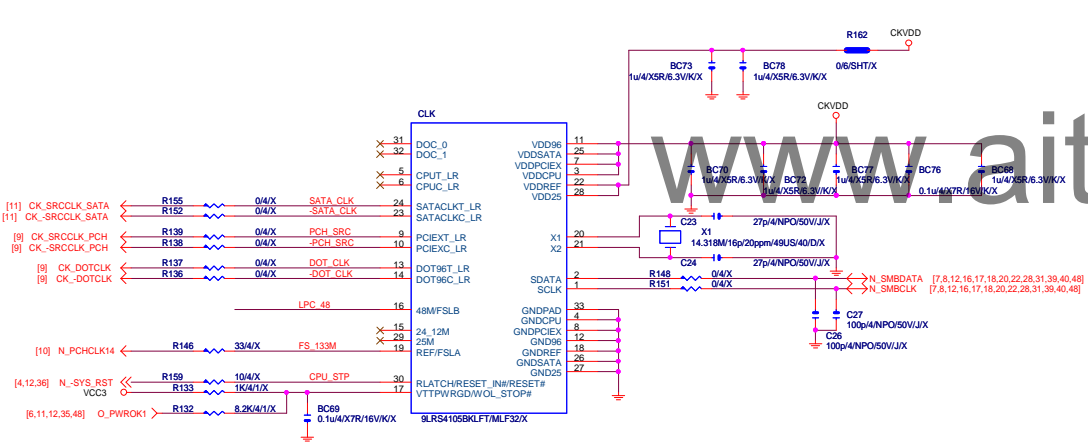 R162
CKVDD
0/6/SHT/X
BC73
1u/4/X5R/6.3V/K/X
BC78
1u/4/X5R/6.3V/K/X
CKVDD
www.ait
CLK
31 DOC_0
32 DOC_1
5 CPUT_LR
6 CPUC_LR
VDD96 11
VDDSATA 25
VDDPCIEX 7
VDDCPU 3
VDDREF 22
VDD25 28
BC70
1u/4/X5R/6.3V/K/X
BC72
1u/4/X5R/6.3V/K/X
BC77
1u/4/X5R/6.3V/K/X
BC76
0.1u/4/X7R/16V/K/X
BC68
1u/4/X5R/6.3V/K/X
[11] CK_SRCCLK_SATA R155 0/4/X SATA_CLK 24 SATACLKT_LR
[11] CK_-SRCCLK_SATA R152 0/4/X -SATA_CLK 23 SATACLKC_LR
[9] CK_SRCCLK_PCH R139 0/4/X PCH_SRC 9 PCIEXT_LR
[9] CK_-SRCCLK_PCH R138 0/4/X -PCH_SRC 10 PCIEXC_LR
[9] CK_DOTCLK R137 0/4/X DOT_CLK 13 DOT96T_LR
[9] CK_-DOTCLK R136 0/4/X -DOT_CLK 14 DOT96C_LR
X1 20
X2 21
C23
27p/4/NPO/50V/J/X
X1
14.318M/16p/20ppm/49US/40/D/X
C24
27p/4/NPO/50V/J/X
SDATA 2 R148 0/4/X N_SMBDATA [7,8,12,16,17,18,20,22,28,31,39,40,48]
SCLK 1 R151 0/4/X N_SMBCLK [7,8,12,16,17,18,20,22,28,31,39,40,48]
C27
100p/4/NPO/50V/J/X
C26
100p/4/NPO/50V/J/X
LPC_48 16 48M/FSLB
15 24_12M
29 25M
[10] N_PCHCLK14 R146 33/4/X FS_133M 19 REF/FSLA
GNDPAD 33
GNDCPU 4
GNDPCIEX 8
GND96 12
GNDREF 18
GNDSATA 26
GND25 27
[4,12,36] N_-SYS_RST R159 10/4/X CPU_STP 30 RLATCH/RESET_IN#/RESET#
VCC3 R133 1K/4/1/X 17 VTTPWRGD/WOL_STOP#
[6,11,12,35,48] O_PWROK1 R132 8.2K/4/1/X
BC69
0.1u/4/X7R/16V/K/X
9LRS4105BKLFT/MLF32/X